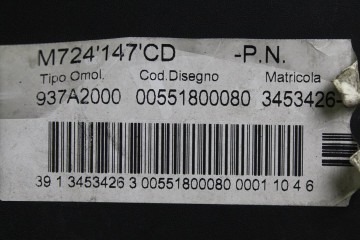 M724'147'CD -P.N.
Tipo Omol. Cod.Disegno Matricola
937A2000 00551800080 3453426-
39 1 3453426 3 00551800080 0001 10 4 6